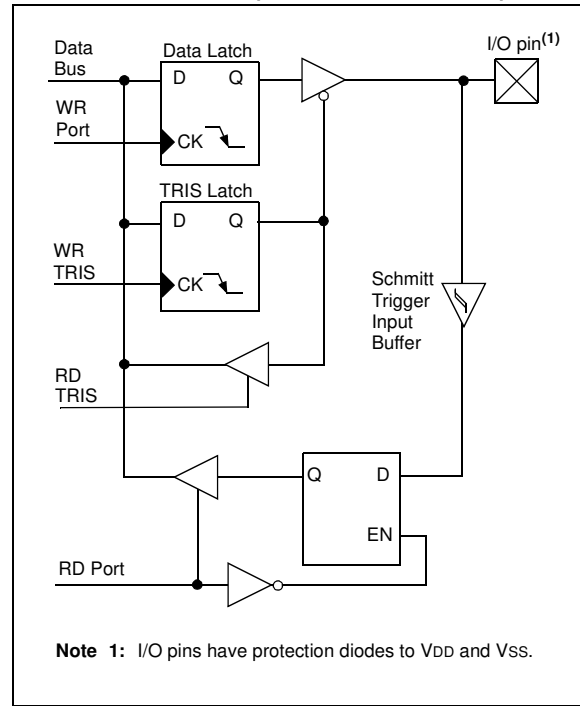 Data
Bus
Data Latch
I/O pin(1)
D Q
WR
Port
CK
TRIS Latch
D Q
WR
TRIS
CK
Schmitt
Trigger
Input
Buffer
RD
TRIS
Q D
EN
RD Port
Note 1: I/O pins have protection diodes to VDD and VSS.